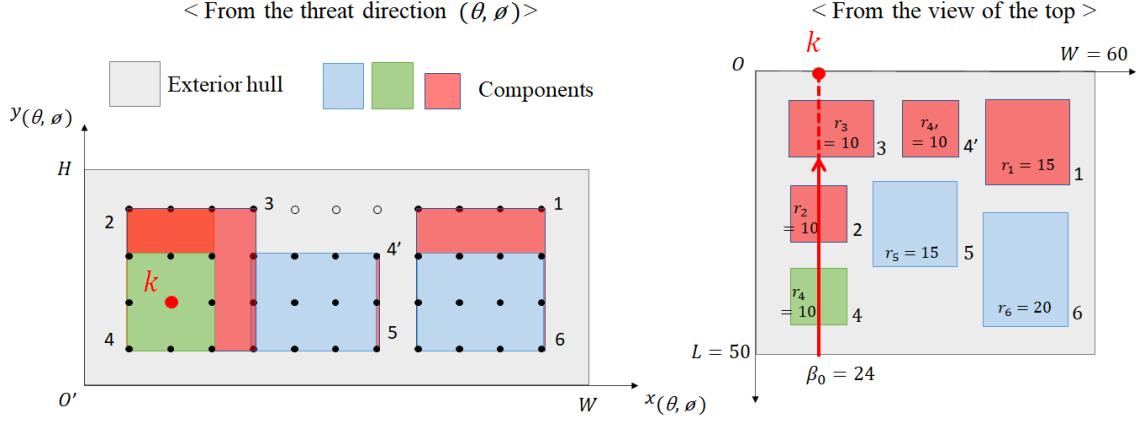 < From the threat direction (θ, ø)>
Exterior hull
Components
y(θ, ø)
H
2
3
1
4'
k
4
5
6
O'
W
x(θ, ø)
< From the view of the top >
k
O
W = 60
r3
= 10
3
r4'
= 10
4'
r1 = 15
1
r2
= 10
2
r5 = 15
5
r4
= 10
4
r6 = 20
6
L = 50
β0 = 24